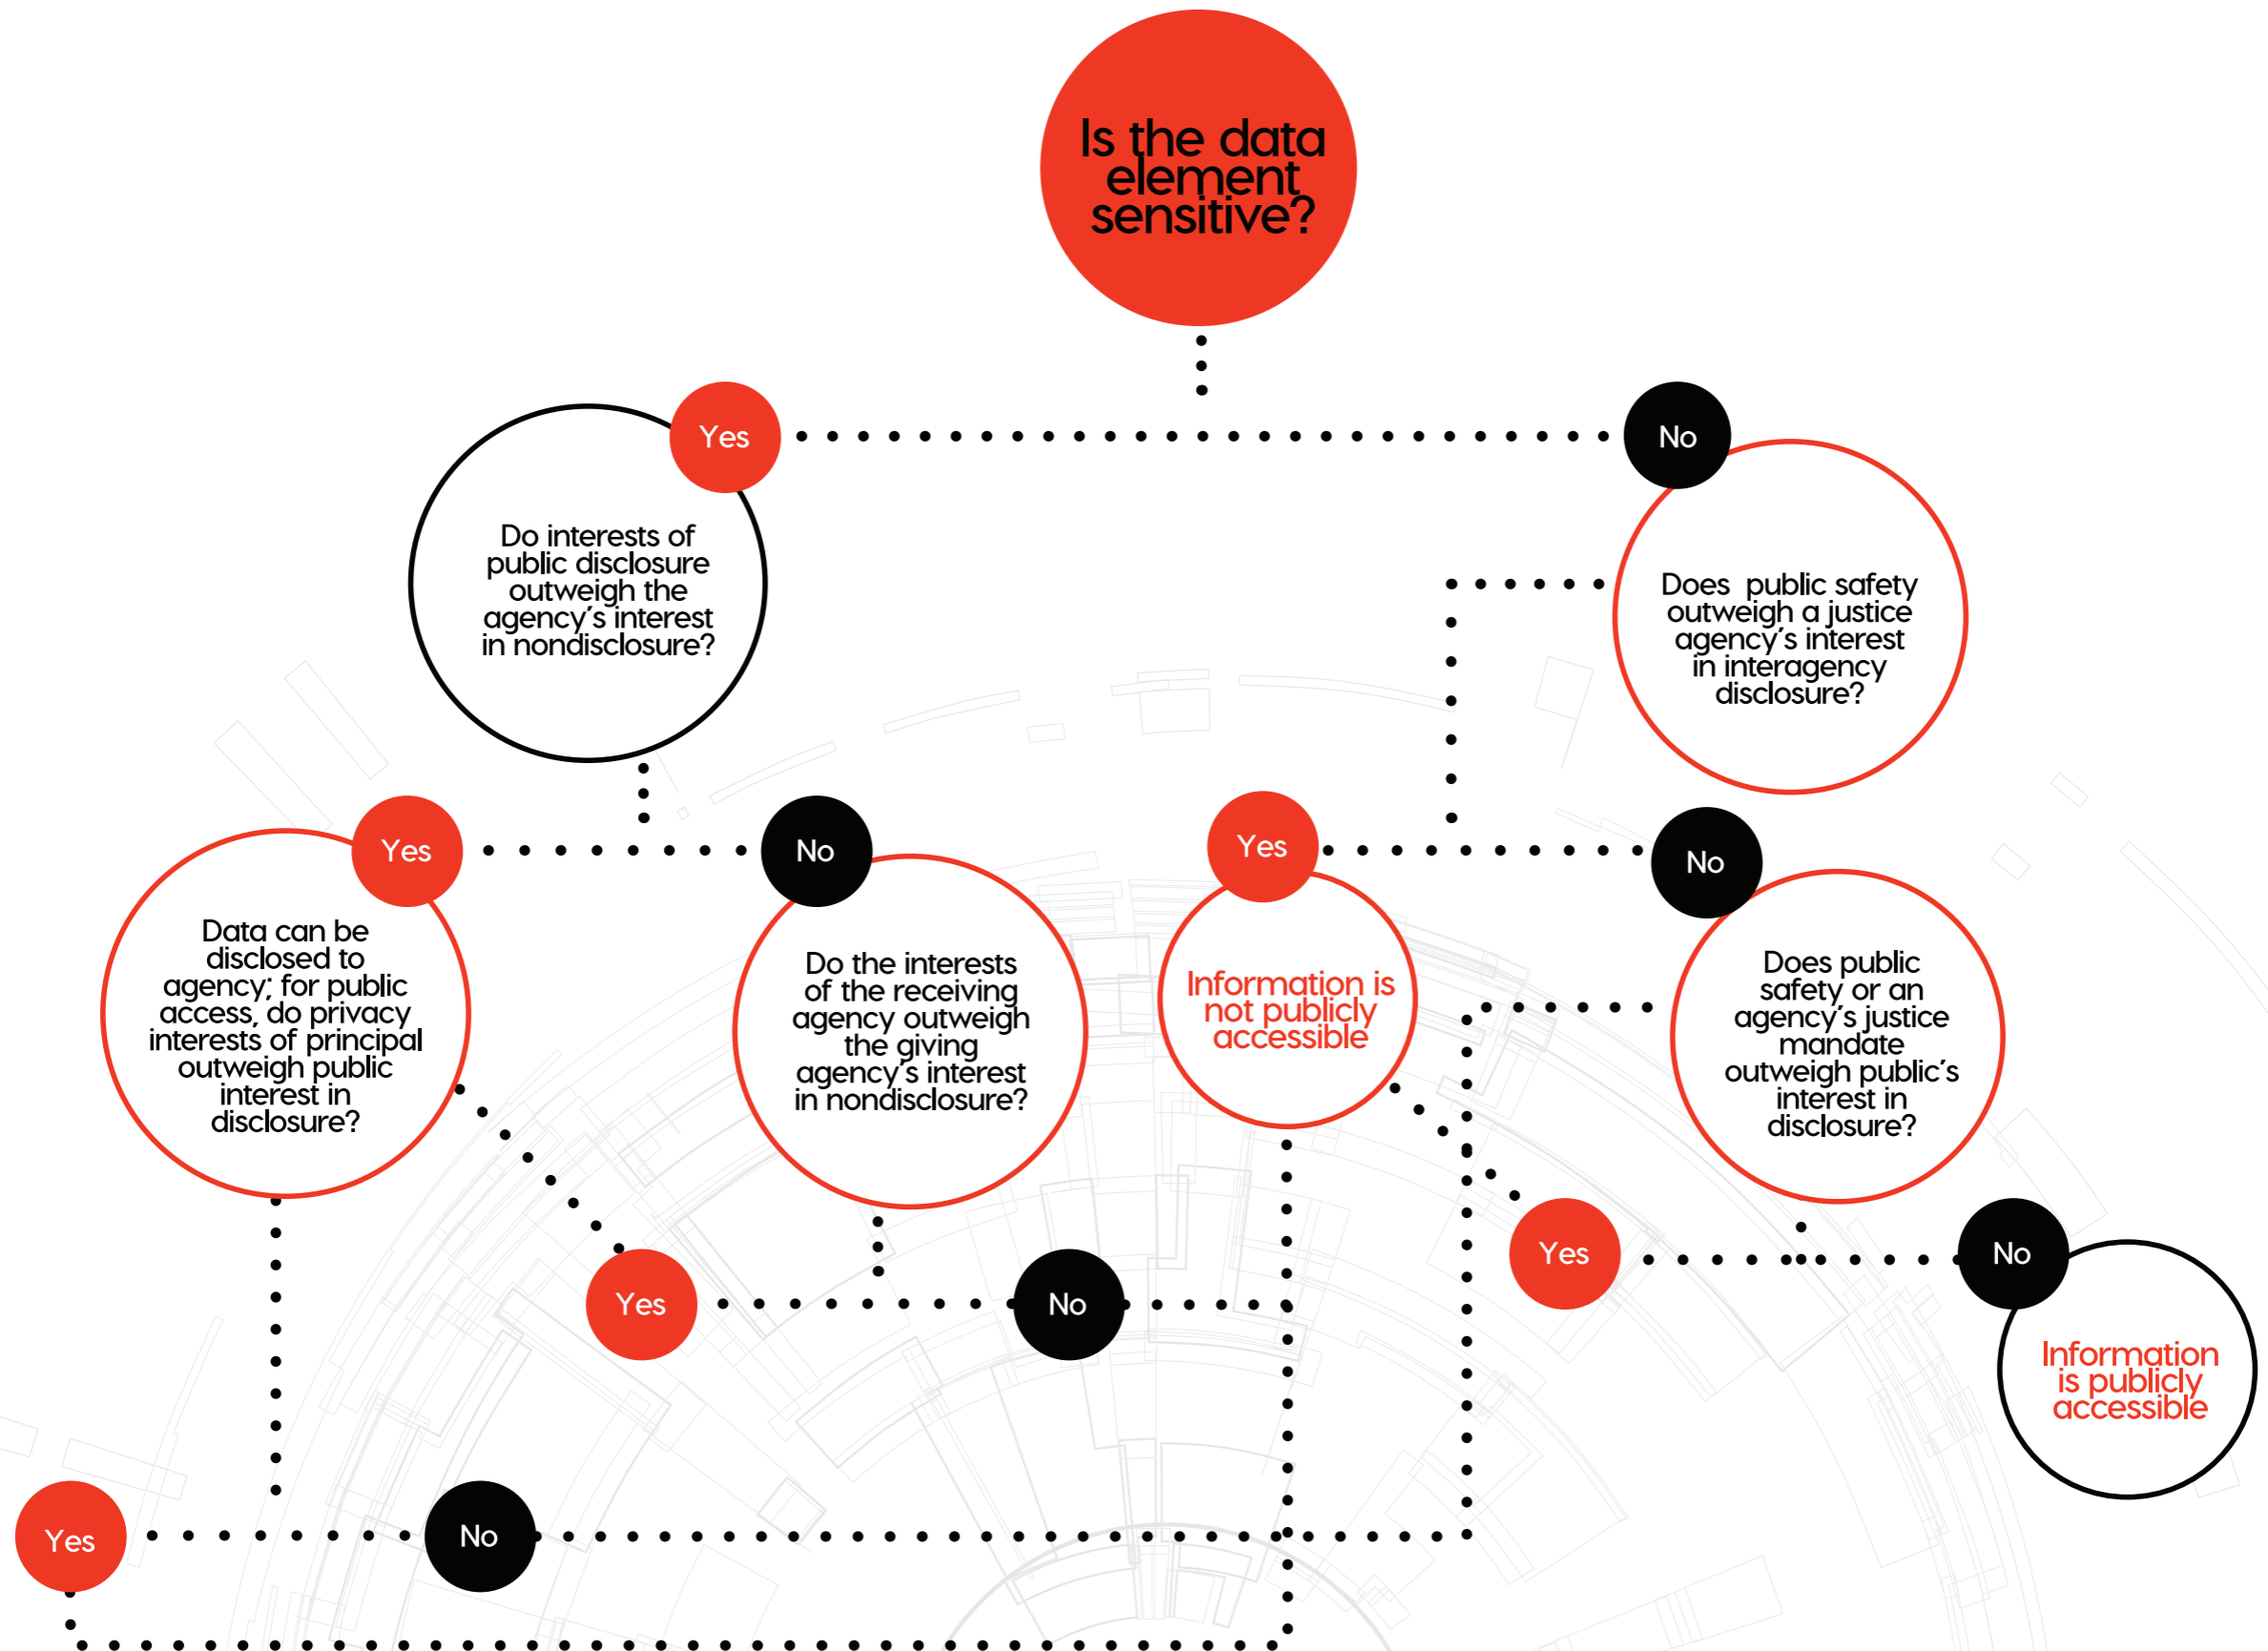 Is the data
element
sensitive?
Yes
No
Do interests of
public disclosure
outweigh the
agency's interest
in nondisclosure?
Does public safety
outweigh a justice
agency's interest
in interagency
disclosure?
Yes
No
Yes
No
Data can be
disclosed to
agency; for public
access, do privacy
interests of principal
outweigh public
interest in
disclosure?
Do the interests
of the receiving
agency outweigh
the giving
agency's interest
in nondisclosure?
Information is
not publicly
accessible
Does public
safety or an
agency's justice
mandate
outweigh public's
interest in
disclosure?
Yes
No
Yes
No
Information
is publicly
accessible
Yes
No